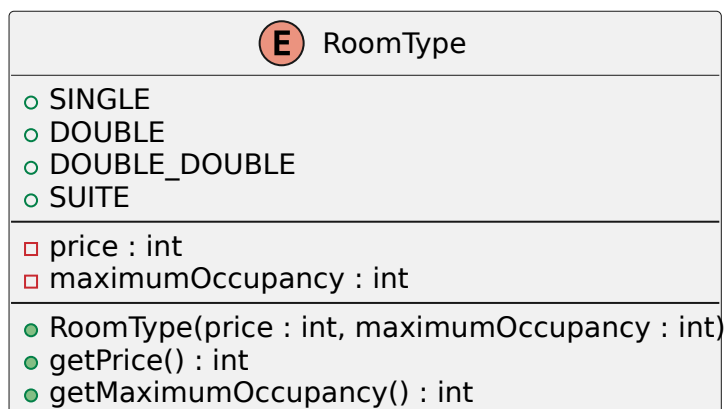 E RoomType
SINGLE
DOUBLE
DOUBLE_DOUBLE
SUITE
price : int
maximumOccupancy : int
RoomType(price : int, maximumOccupancy : int)
getPrice() : int
getMaximumOccupancy() : int